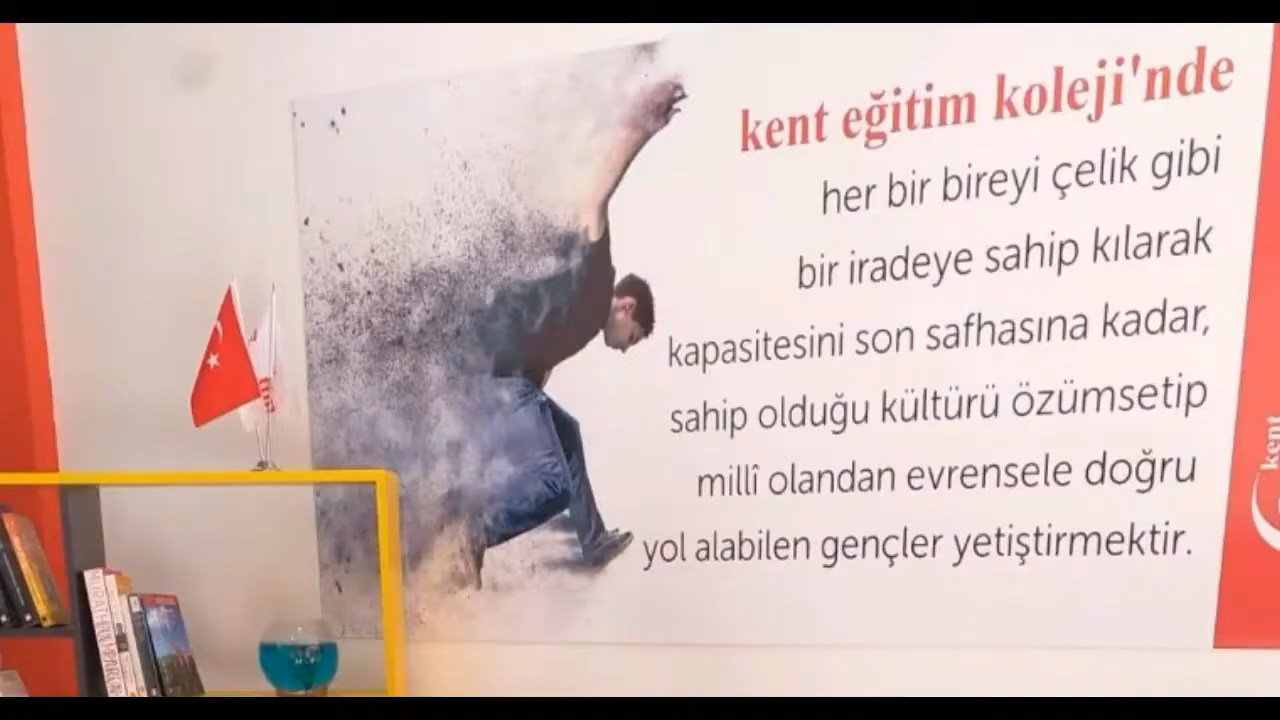 kent eğitim koleji'nde
her bir bireyi çelik gibi
bir iradeye sahip kılarak
kapasitesini son safhasına kadar,
sahip olduğu kültürü özümsetip
millî olandan evrensele doğru
yol alabilen gençler yetiştirmektir.
kent